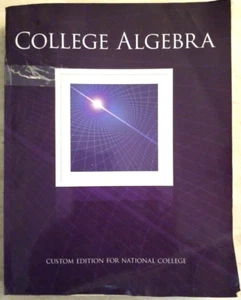 COLLEGE ALGEBRA
CUSTOM EDITION FOR NATIONAL COLLEGE